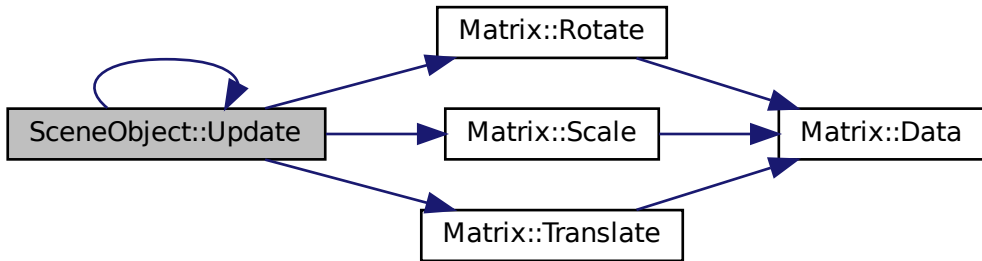 Matrix::Rotate
SceneObject::Update
Matrix::Scale
Matrix::Data
Matrix::Translate